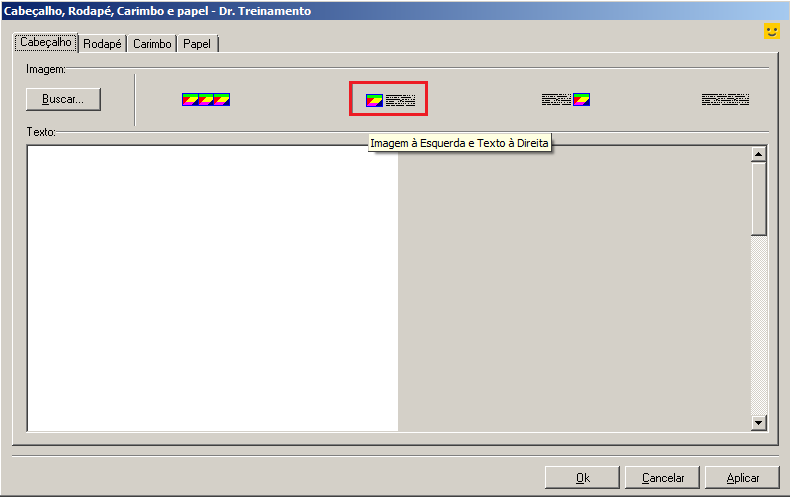 Cabeçalho, Rodapé, Carimbo e papel - Dr. Treinamento
Cabeçalho Rodapé Carimbo Papel
Imagem:
Buscar...
Texto:
Imagem à Esquerda e Texto à Direita
Ok Cancelar Aplicar